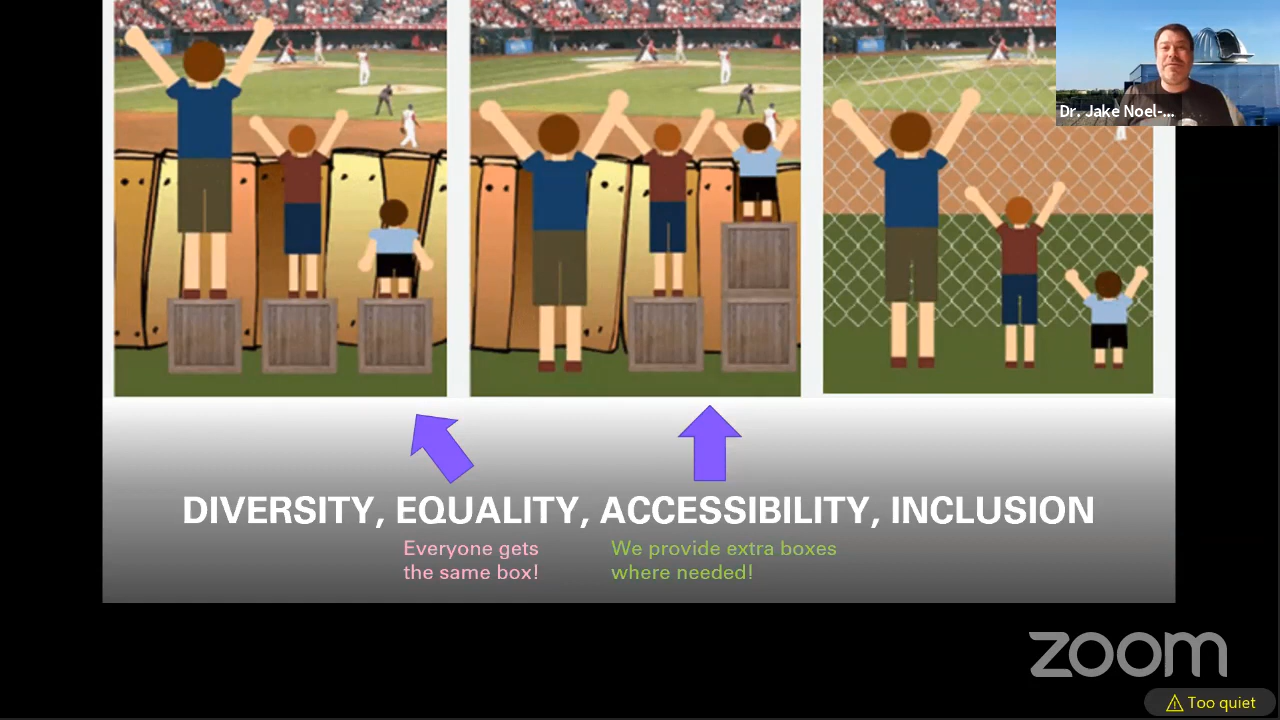 Dr. Jake Noel-...
DIVERSITY, EQUALITY, ACCESSIBILITY, INCLUSION
Everyone gets
the same box!
We provide extra boxes
where needed!
zoom
Too quiet